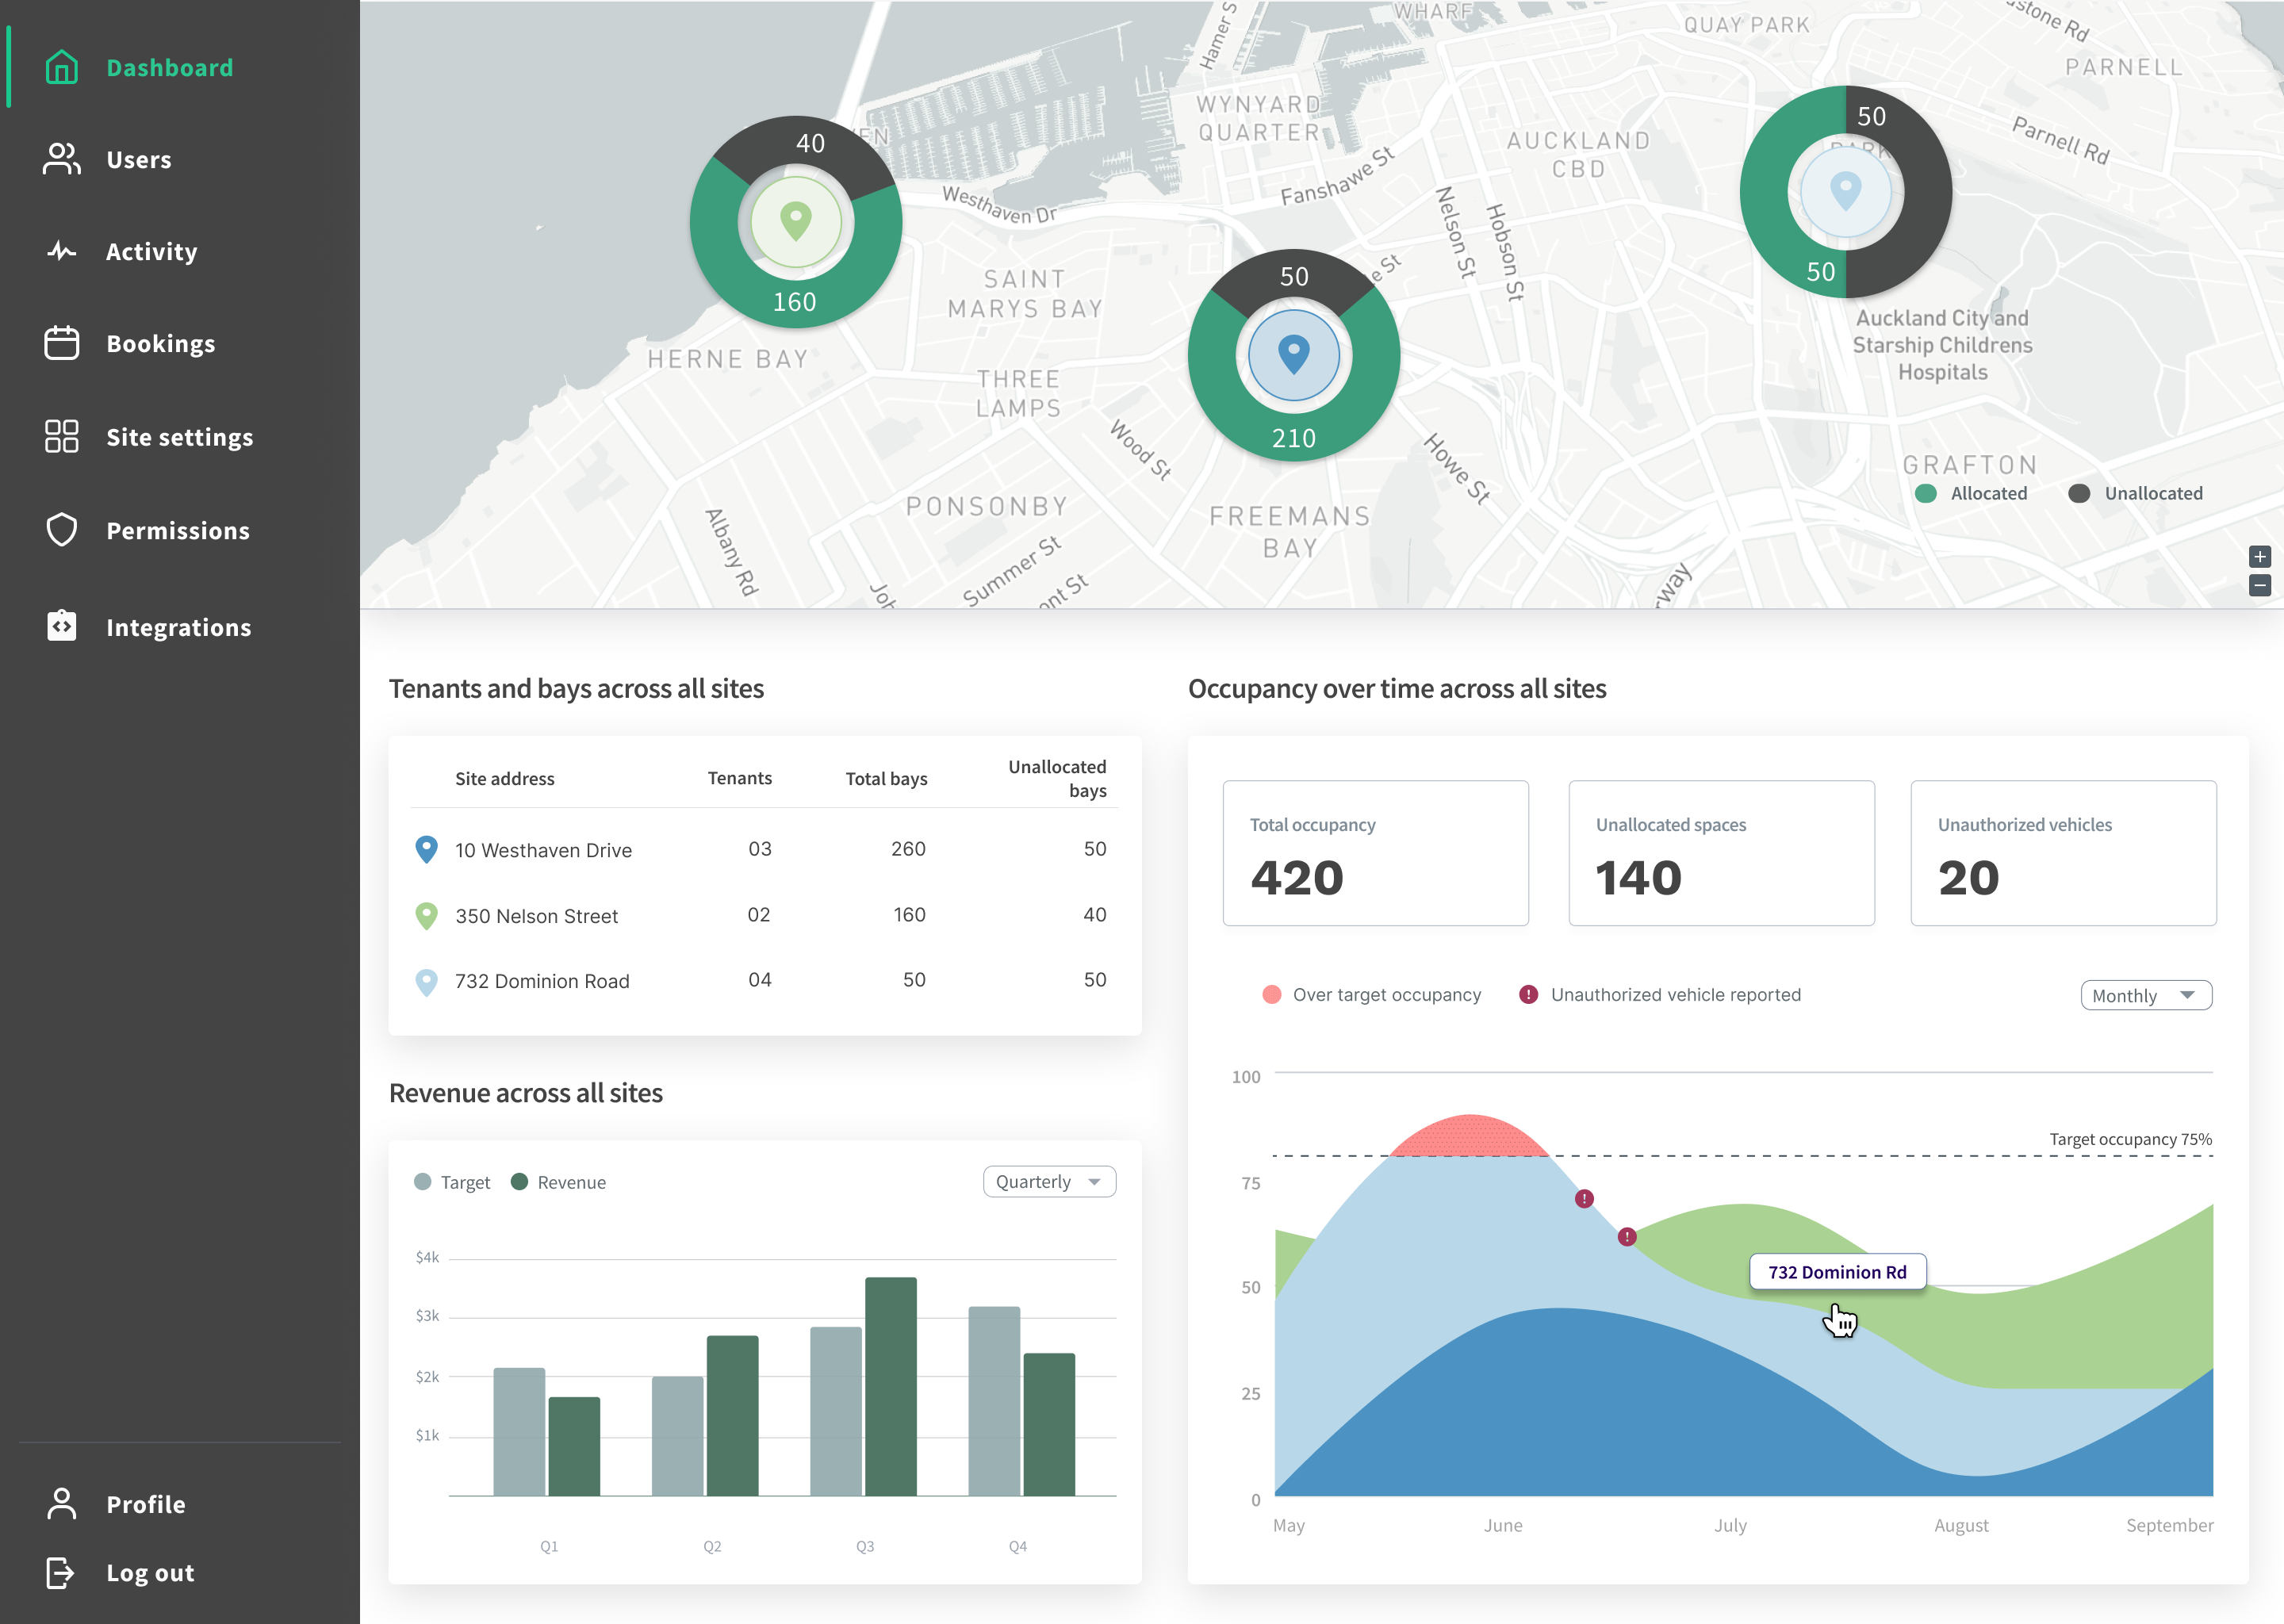 Dashboard
Users
Activity
Bookings
Site settings
Permissions
Integrations
Profile
Log out
WHARF
QUAY PARK
PARNELL
Hamer S
WYNYARD
QUARTER
AUCKLAND
CBD
Parnell Rd
Fanshawe St
Westhaven Dr
Nelson St
Hobson St
40
160
50
210
50
50
PARK
SAINT
MARYS BAY
HERNE BAY
THREE
LAMPS
Auckland City and
Starship Childrens
Hospitals
Wood St
Howe St
GRAFTON
PONSONBY
FREEMANS
BAY
Albany Rd
Summer St
Allocated
Unallocated
+
−
Tenants and bays across all sites
Site address Tenants Total bays Unallocated
bays
10 Westhaven Drive 03 260 50
350 Nelson Street 02 160 40
732 Dominion Road 04 50 50
Revenue across all sites
Target Revenue Quarterly
$4k
$3k
$2k
$1k
Q1 Q2 Q3 Q4
Occupancy over time across all sites
Total occupancy
420
Unallocated spaces
140
Unauthorized vehicles
20
Over target occupancy
! Unauthorized vehicle reported
Monthly
100
Target occupancy 75%
75
!
!
732 Dominion Rd
50
25
0
May June July August September